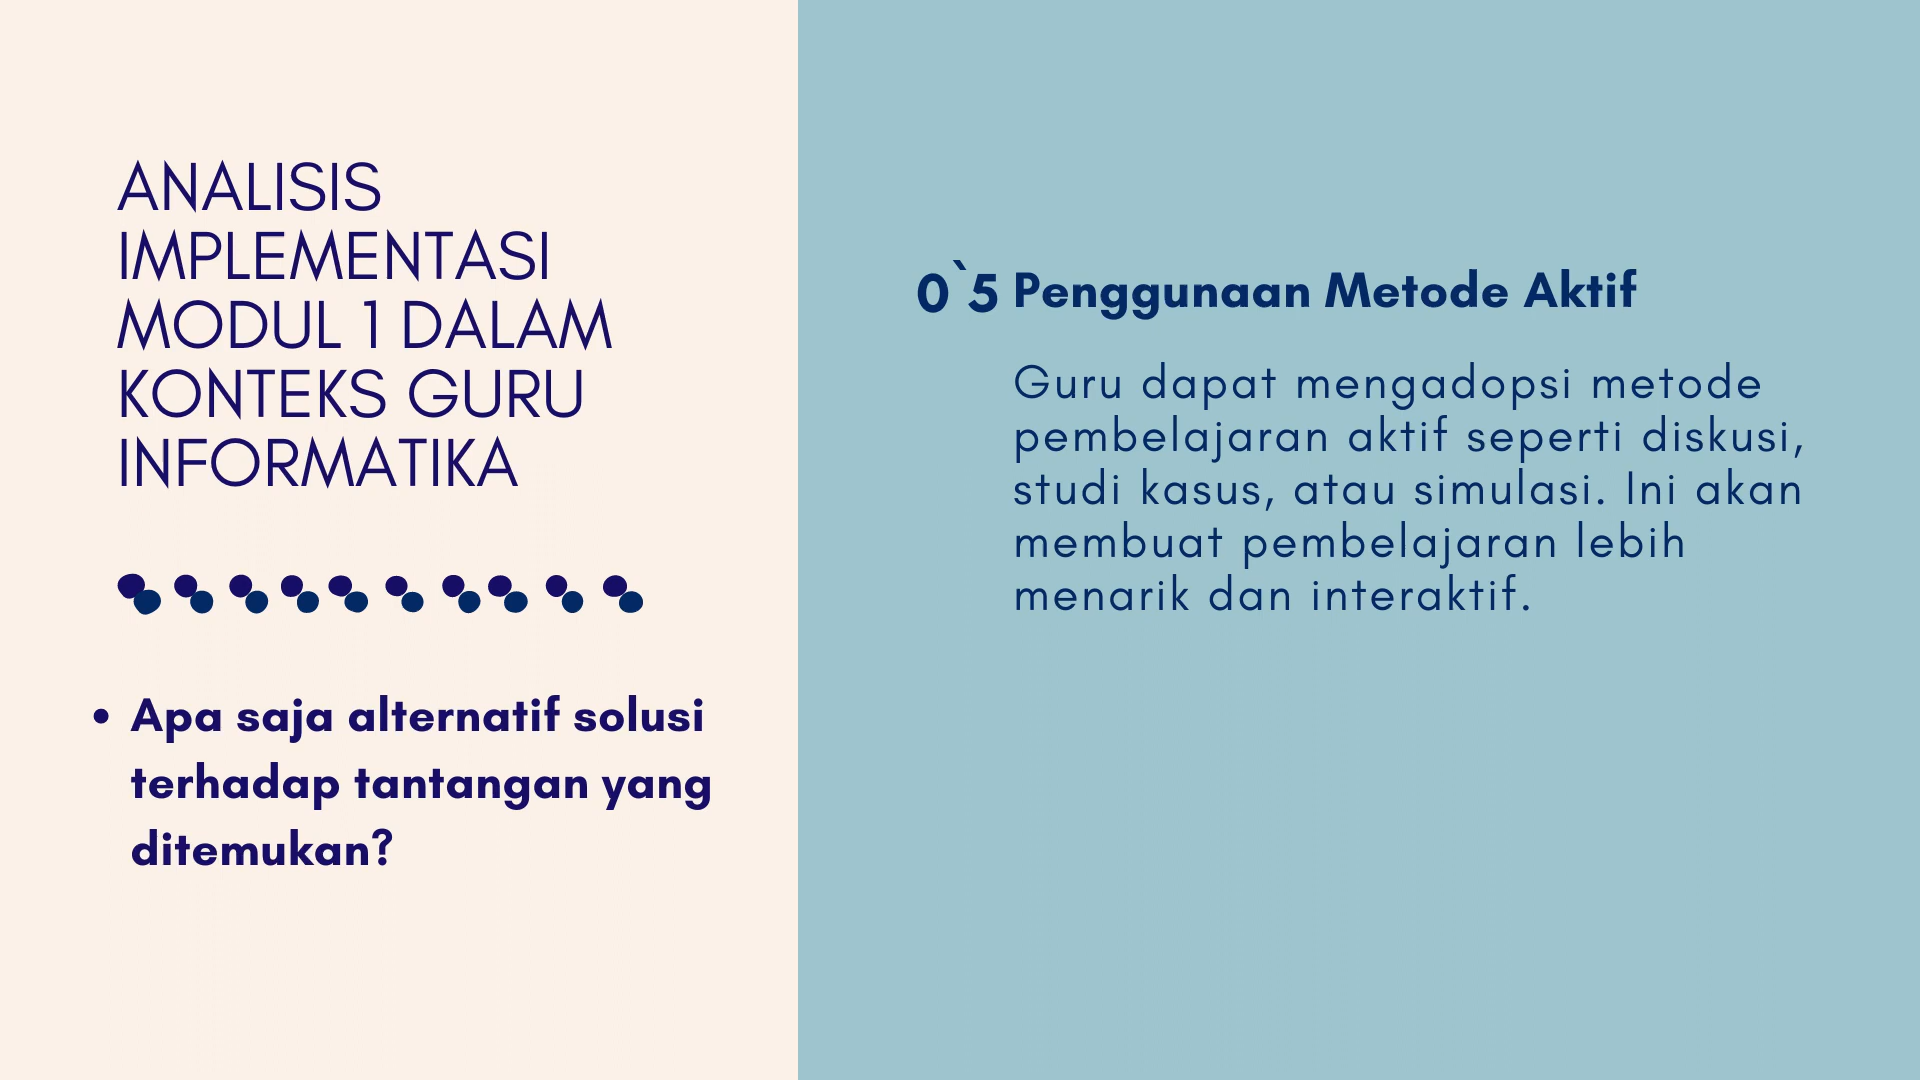 ANALISIS
IMPLEMENTASI
MODUL 1 DALAM
KONTEKS GURU
INFORMATIKA
• Apa saja alternatif solusi
terhadap tantangan yang
ditemukan?
0`5 Penggunaan Metode Aktif
Guru dapat mengadopsi metode
pembelajaran aktif seperti diskusi,
studi kasus, atau simulasi. Ini akan
membuat pembelajaran lebih
menarik dan interaktif.